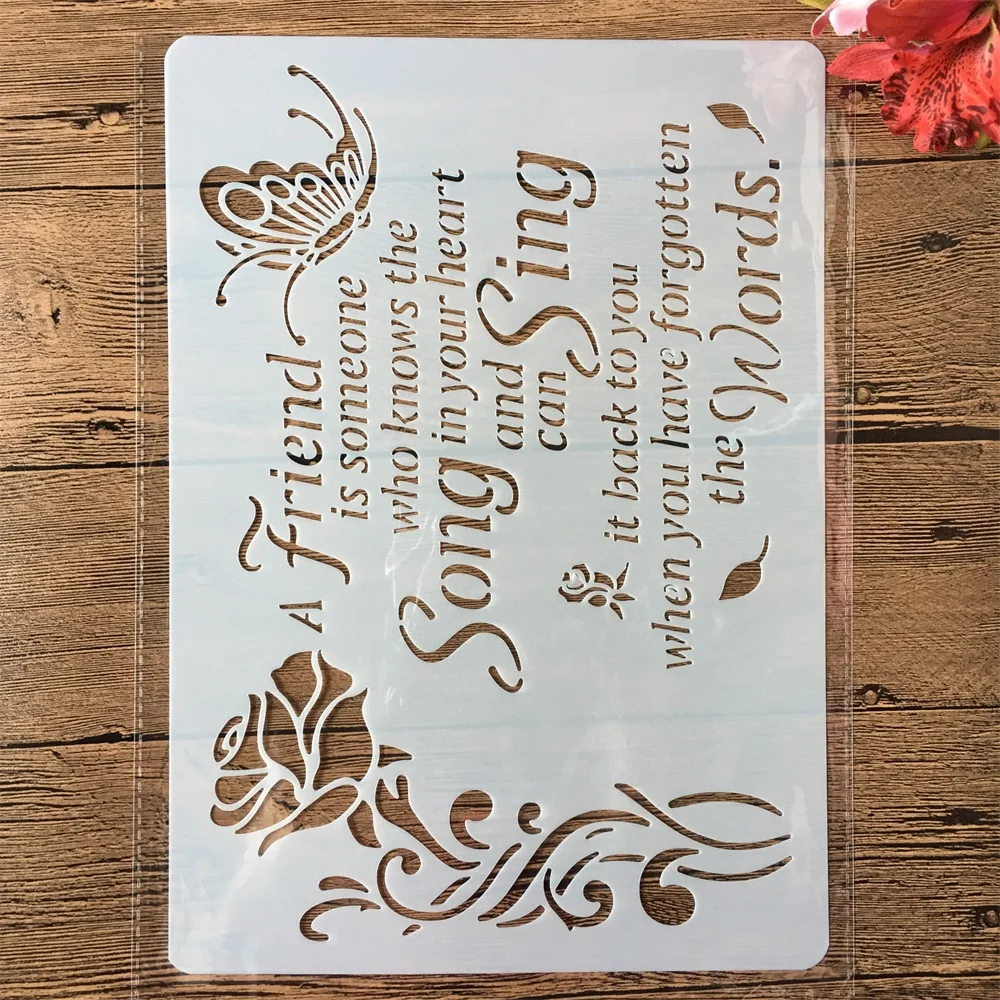 A Friend
is someone
who knows the
Song in your heart
and
can Sing
it back to you
when you have forgotten
the Words.